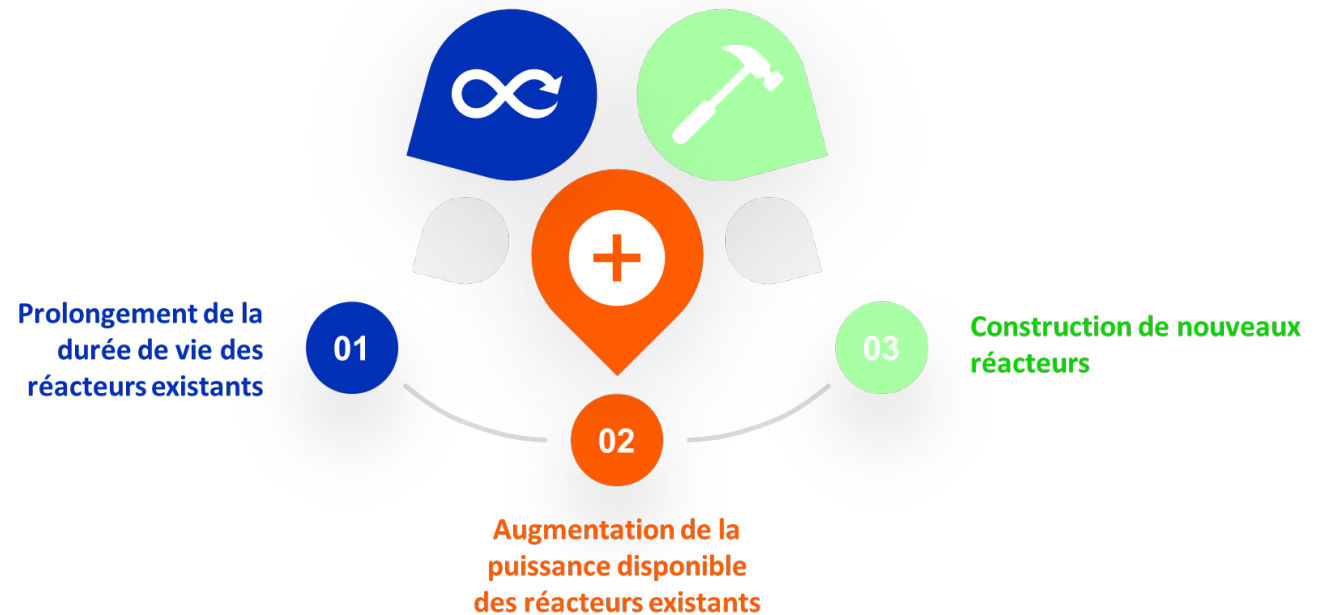 Prolongement de la
durée de vie des
réacteurs existants
01
02
Augmentation de la
puissance disponible
des réacteurs existants
03
Construction de nouveaux
réacteurs